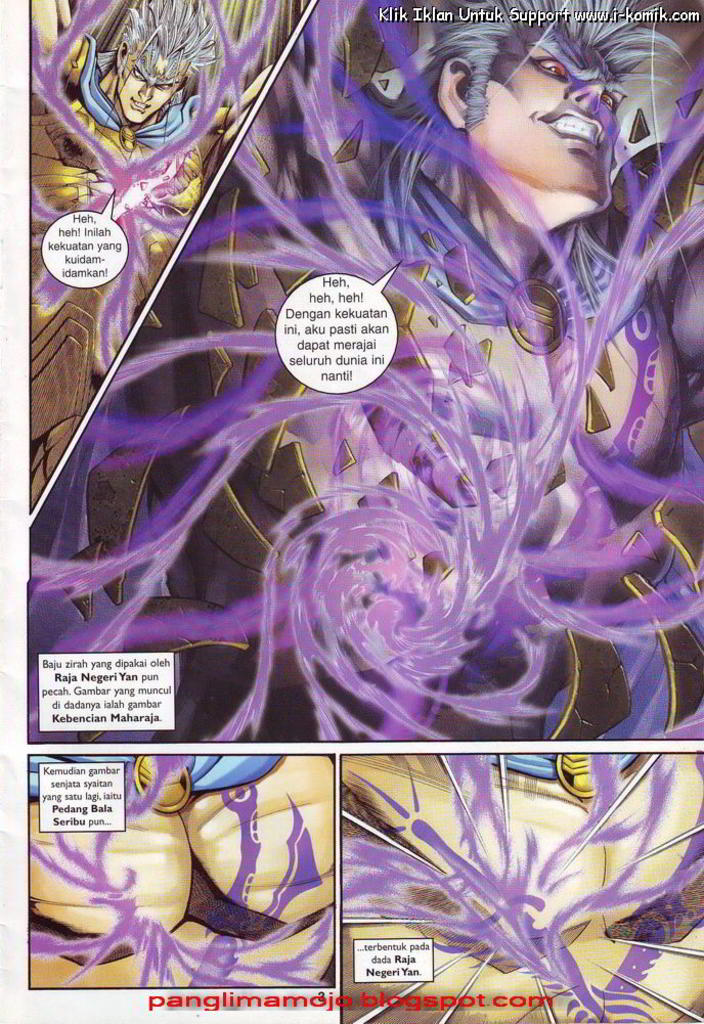 Klik Iklan Untuk Support www.i-komik.com
Heh,
heh! Inilah
kekuatan yang
kuidam-
idamkan!
Heh,
heh, heh!
Dengan kekuatan
ini, aku pasti akan
dapat merajai
seluruh dunia ini
nanti!
Baju zirah yang dipakai oleh
Raja Negeri Yan pun
pecah. Gambar yang muncul
di dadanya ialah gambar
Kebencian Maharaja.
Kemudian gambar
senjata syaitan
yang satu lagi, iaitu
Pedang Bala
Seribu pun...
...terbentuk pada
dada Raja
Negeri Yan.
3
panglimamojo.blogspot.com